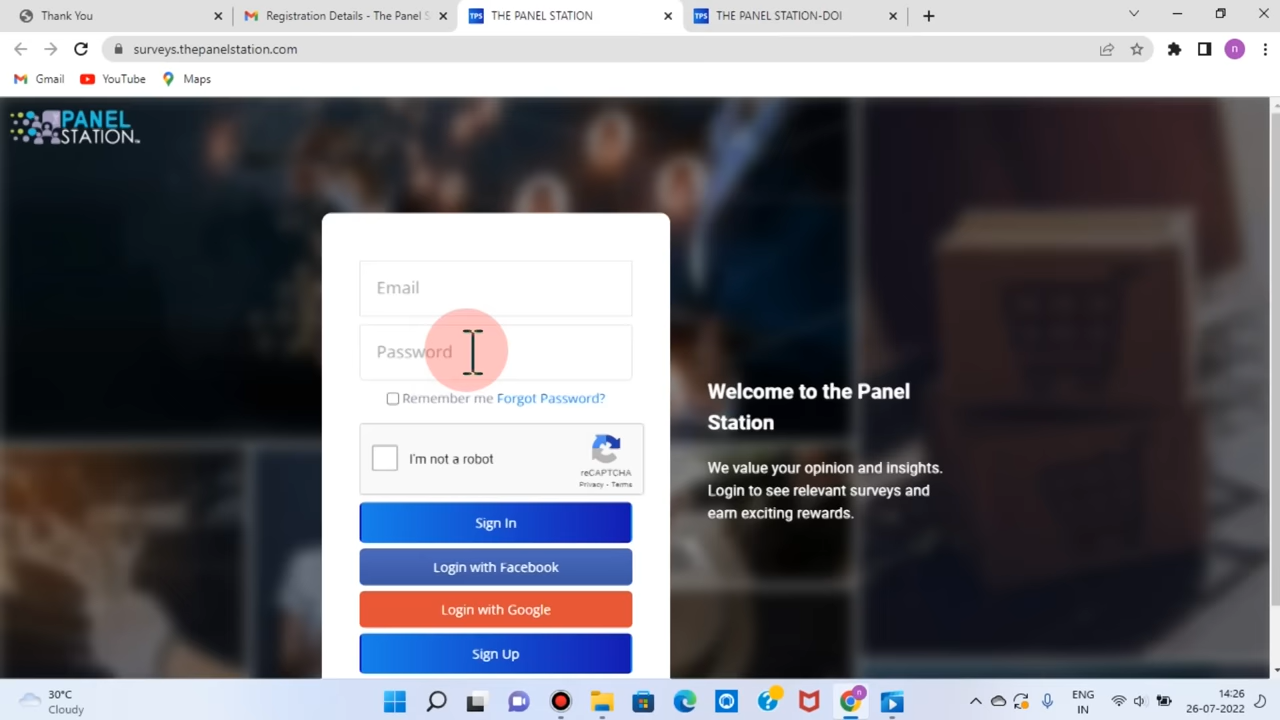 Thank You
Registration Details - The Panel S
THE PANEL STATION
THE PANEL STATION-DOI
surveys.thepanelstation.com
n
Gmail
YouTube
Maps
PANEL
STATION
Email
Password
Remember me Forgot Password?
I'm not a robot
reCAPTCHA
Privacy - Terms
Sign In
Login with Facebook
Login with Google
Sign Up
Welcome to the Panel
Station
We value your opinion and insights.
Login to see relevant surveys and
earn exciting rewards.
30°C
Cloudy
ENG
IN
14:26
26-07-2022